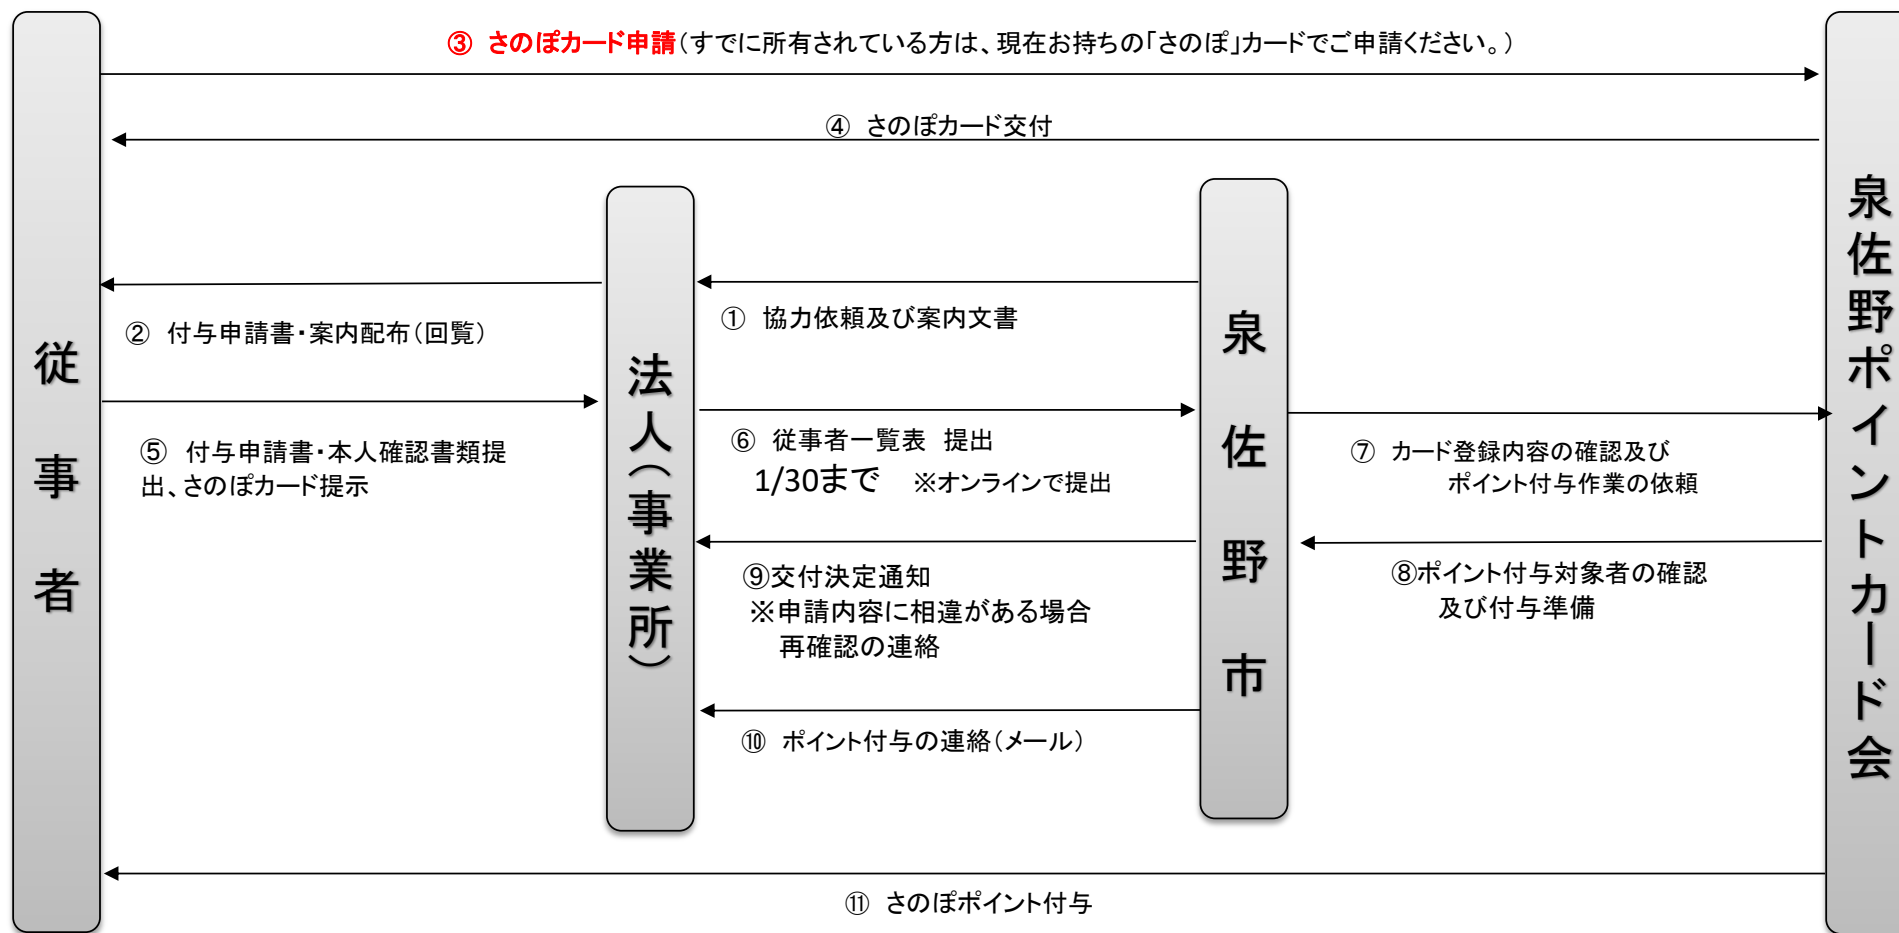 ③ さのぽカード申請(すでに所有されている方は、現在お持ちの「さのぽ」カードでご申請ください。)
④ さのぽカード交付
従事者
法人(事業所)
泉佐野市
泉佐野ポイントカード会
① 協力依頼及び案内文書
② 付与申請書・案内配布(回覧)
⑤ 付与申請書・本人確認書類提
出、さのぽカード提示
⑥ 従事者一覧表 提出
1/30まで ※オンラインで提出
⑦ カード登録内容の確認及び
ポイント付与作業の依頼
⑧ポイント付与対象者の確認
及び付与準備
⑨交付決定通知
※申請内容に相違がある場合
再確認の連絡
⑩ ポイント付与の連絡(メール)
⑪ さのぽポイント付与